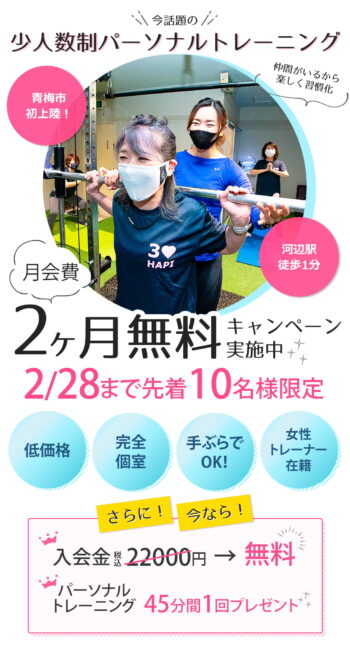 今話題の
少人数制パーソナルトレーニング
仲間がいるから
楽しく習慣化
青梅市
初上陸！
3♥
HAPI
河辺駅
徒歩1分
月会費
2ヶ月無料
キャンペーン
実施中
2/28まで先着10名様限定
低価格
完全
個室
手ぶらで
OK!
女性
トレーナー
在籍
さらに！
今なら！
入会金 税込 22000円 → 無料
パーソナル
トレーニング 45分間1回プレゼント